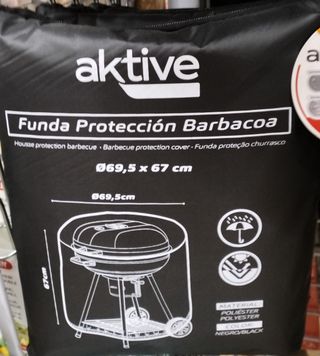 aktive
Funda Protección Barbacoa
Housse protection barbecue · Barbecue protection cover · Funda proteção churrasco
Ø69,5 x 67 cm
Ø69,5cm
67cm
MATERIAL
POLIÉSTER
POLYESTER
COLOR
NEGRO/BLACK
a